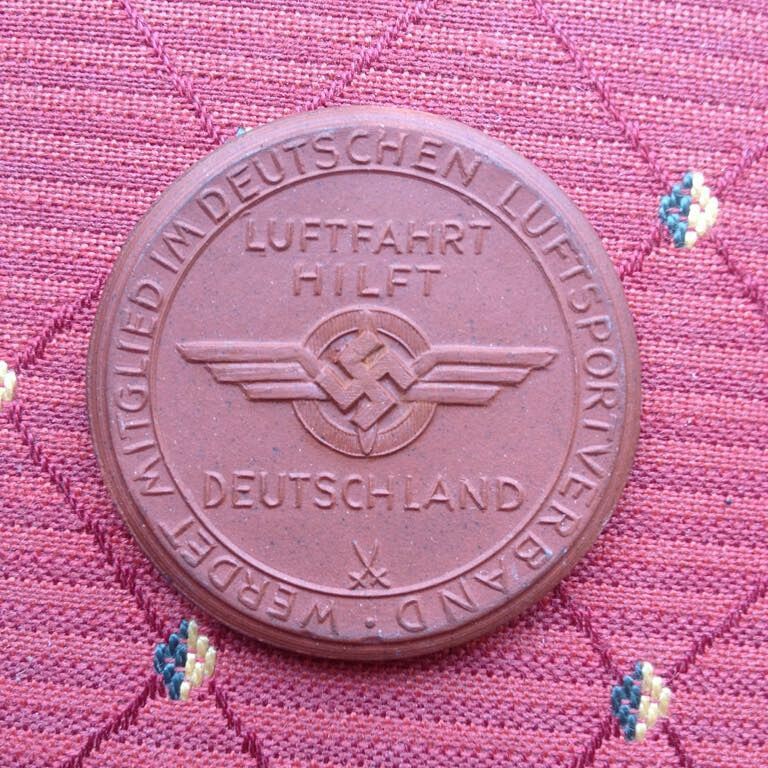 WERDET MITGLIED IM DEUTSCHEN LUFTSPORTVERBAND ·
LUFTFAHRT
HILFT
DEUTSCHLAND